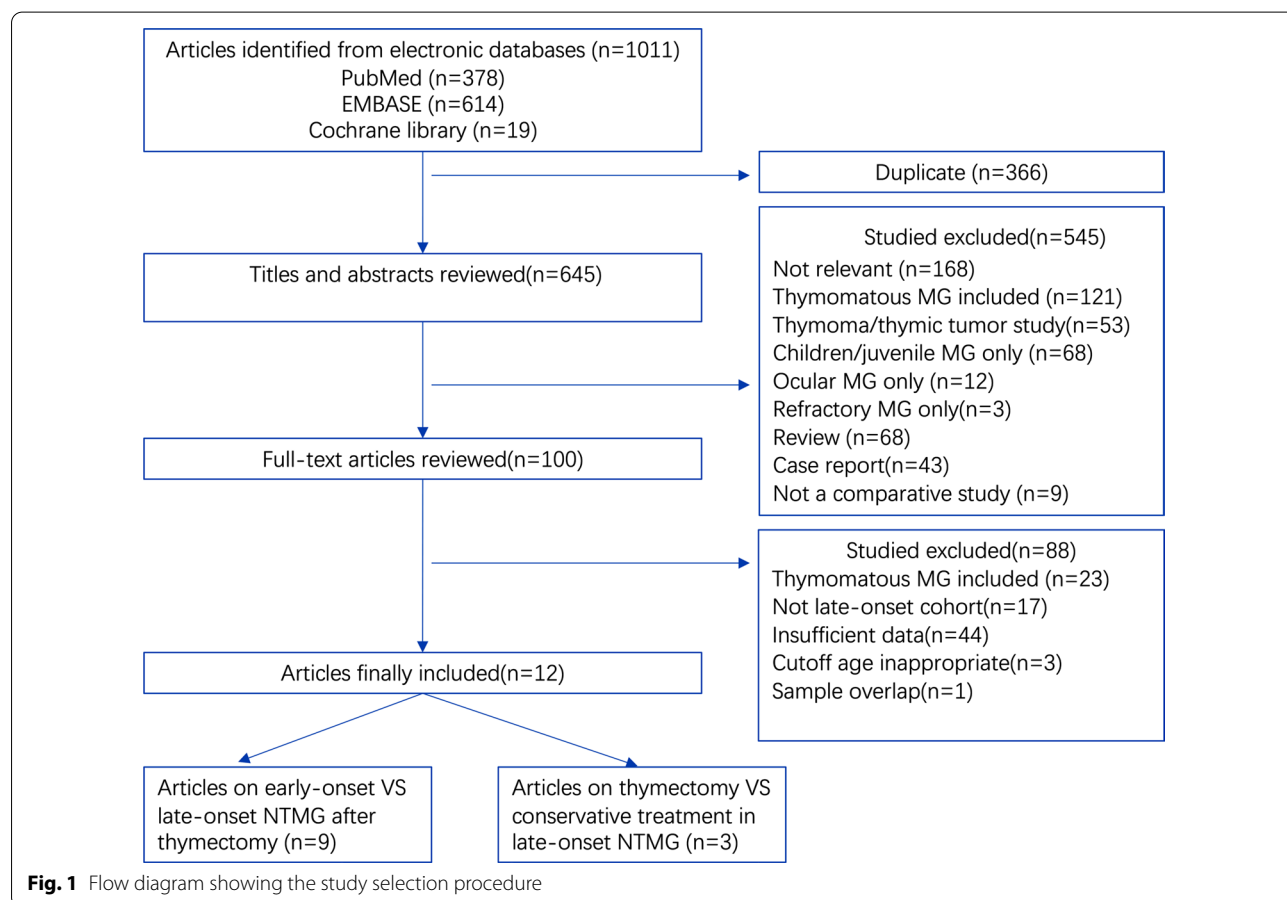 Articles identified from electronic databases (n=1011)
PubMed (n=378)
EMBASE (n=614)
Cochrane library (n=19)
Duplicate (n=366)
Titles and abstracts reviewed(n=645)
Studied excluded(n=545)
Not relevant (n=168)
Thymomatous MG included (n=121)
Thymoma/thymic tumor study(n=53)
Children/juvenile MG only (n=68)
Ocular MG only (n=12)
Refractory MG only(n=3)
Review (n=68)
Case report(n=43)
Not a comparative study (n=9)
Full-text articles reviewed(n=100)
Studied excluded(n=88)
Thymomatous MG included (n=23)
Not late-onset cohort(n=17)
Insufficient data(n=44)
Cutoff age inappropriate(n=3)
Sample overlap(n=1)
Articles finally included(n=12)
Articles on early-onset VS
late-onset NTMG after
thymectomy (n=9)
Articles on thymectomy VS
conservative treatment in
late-onset NTMG (n=3)
Fig. 1 Flow diagram showing the study selection procedure